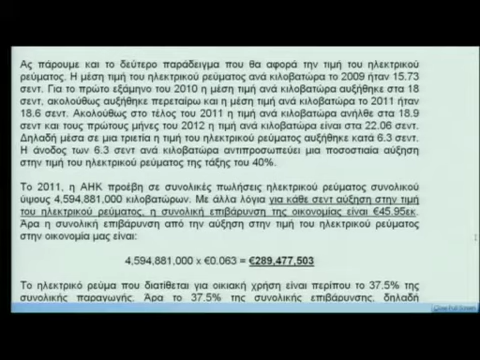 Ας πάρουμε και το δεύτερο παράδειγμα που θα αφορά την τιμή του ηλεκτρικού
ρεύματος. Η μέση τιμή του ηλεκτρικού ρεύματος ανά κιλοβατώρα το 2009 ήταν 15.73
σεντ. Για το πρώτο εξάμηνο του 2010 η μέση τιμή ανά κιλοβατώρα αυξήθηκε στα 18
σεντ, ακολούθως αυξήθηκε περεταίρω και η μέση τιμή ανά κιλοβατώρα το 2011 ήταν
18.6 σεντ. Ακολούθως στο τέλος του 2011 η τιμή ανά κιλοβατώρα ανήλθε στα 18.9
σεντ και τους πρώτους μήνες του 2012 η τιμή ανά κιλοβατώρα είναι στα 22.06 σεντ.
Δηλαδή μέσα σε μια τριετία η τιμή του ηλεκτρικού ρεύματος αυξήθηκε κατά 6.3 σεντ.
Η άνοδος των 6.3 σεντ ανά κιλοβατώρα αντιπροσωπεύει μια ποσοστιαία αύξηση
στην τιμή του ηλεκτρικού ρεύματος της τάξης του 40%.
Το 2011, η ΑΗΚ προέβη σε συνολικές πωλήσεις ηλεκτρικού ρεύματος συνολικού
ύψους 4,594,881,000 κιλοβατώρων. Με άλλα λόγια για κάθε σεντ αύξηση στην τιμή
του ηλεκτρικού ρεύματος, η συνολική επιβάρυνση της οικονομίας είναι €45.95εκ.
Άρα η συνολική επιβάρυνση από την αύξηση στην τιμή του ηλεκτρικού ρεύματος
στην οικονομία μας είναι:
4,594,881,000 x €0.063 = €289,477,503
Το ηλεκτρικό ρεύμα που διατίθεται για οικιακή χρήση είναι περίπου το 37.5% της
συνολικής παραγωγής. Άρα το 37.5% της συνολικής επιβάρυνσης, δηλαδή